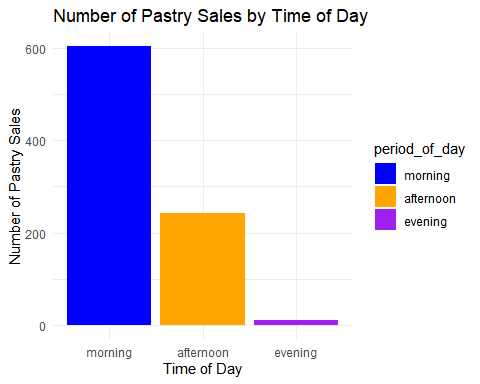 Number of Pastry Sales by Time of Day
Number of Pastry Sales
600
400
200
0
morning
afternoon
evening
Time of Day
period_of_day
morning
afternoon
evening